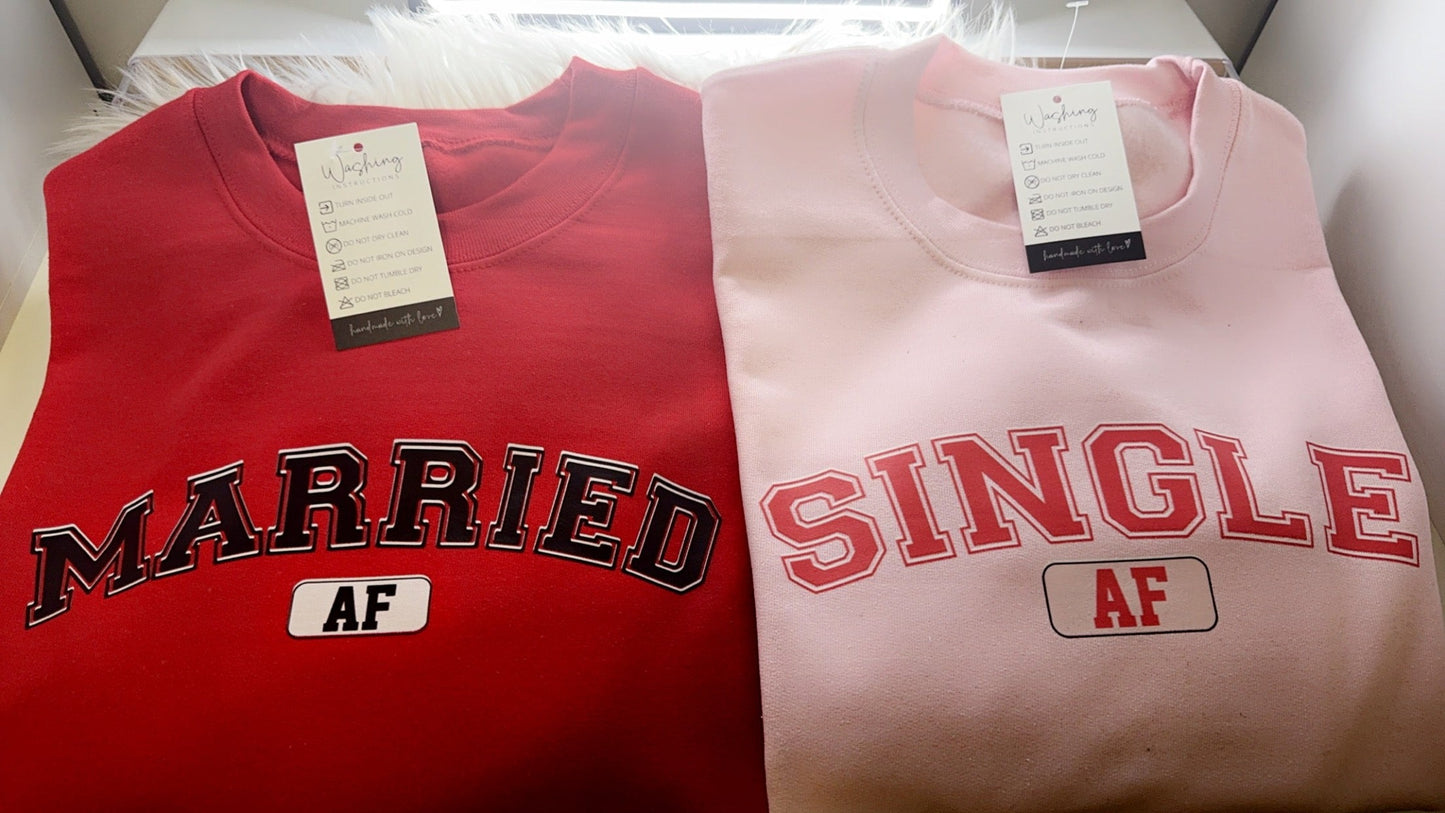 Washing
INSTRUCTIONS
TURN INSIDE OUT
MACHINE WASH COLD
DO NOT DRY CLEAN
DO NOT IRON ON DESIGN
DO NOT TUMBLE DRY
DO NOT BLEACH
handmade with love
MARRIED
AF
Washing
INSTRUCTIONS
TURN INSIDE OUT
MACHINE WASH COLD
DO NOT DRY CLEAN
DO NOT IRON ON DESIGN
DO NOT TUMBLE DRY
DO NOT BLEACH
handmade with love
SINGLE
AF